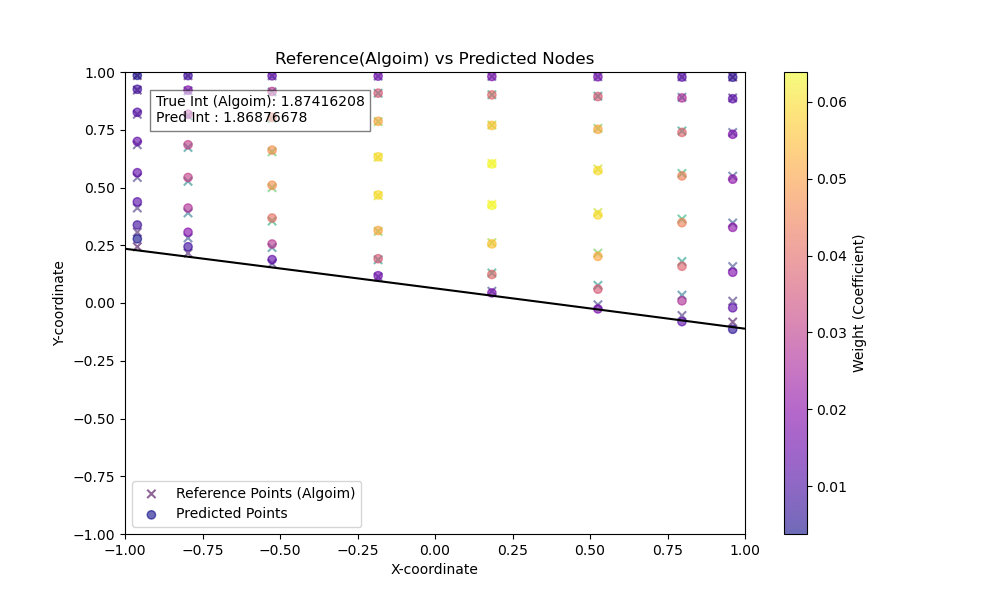 Reference(Algoim) vs Predicted Nodes
True Int (Algoim): 1.87416208
Pred Int : 1.86876678
1.00
0.75
0.50
0.25
0.00
−0.25
−0.50
−0.75
−1.00
Y-coordinate
Reference Points (Algoim)
Predicted Points
−1.00 −0.75 −0.50 −0.25 0.00 0.25 0.50 0.75 1.00
X-coordinate
0.06
0.05
0.04
0.03
0.02
0.01
Weight (Coefficient)